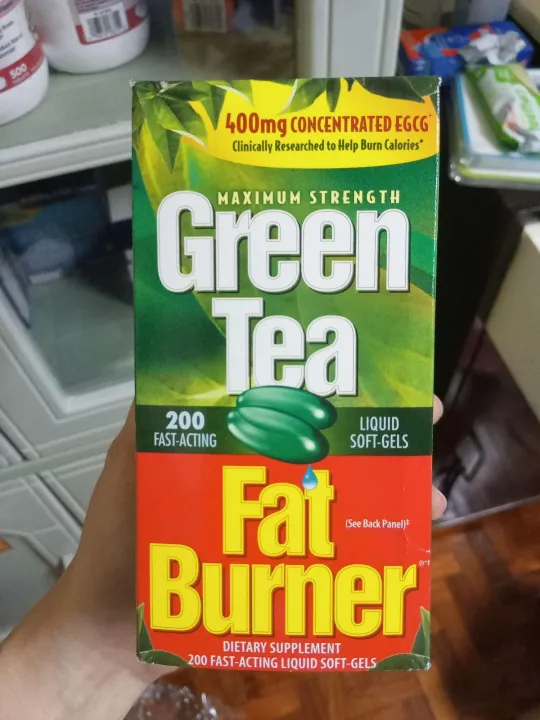 400mg CONCENTRATED EGCG†
Clinically Researched to Help Burn Calories*
MAXIMUM STRENGTH
Green
Tea
200
FAST-ACTING
LIQUID
SOFT-GELS
Fat
(See Back Panel)‡
Burner
DIETARY SUPPLEMENT
200 FAST-ACTING LIQUID SOFT-GELS
500